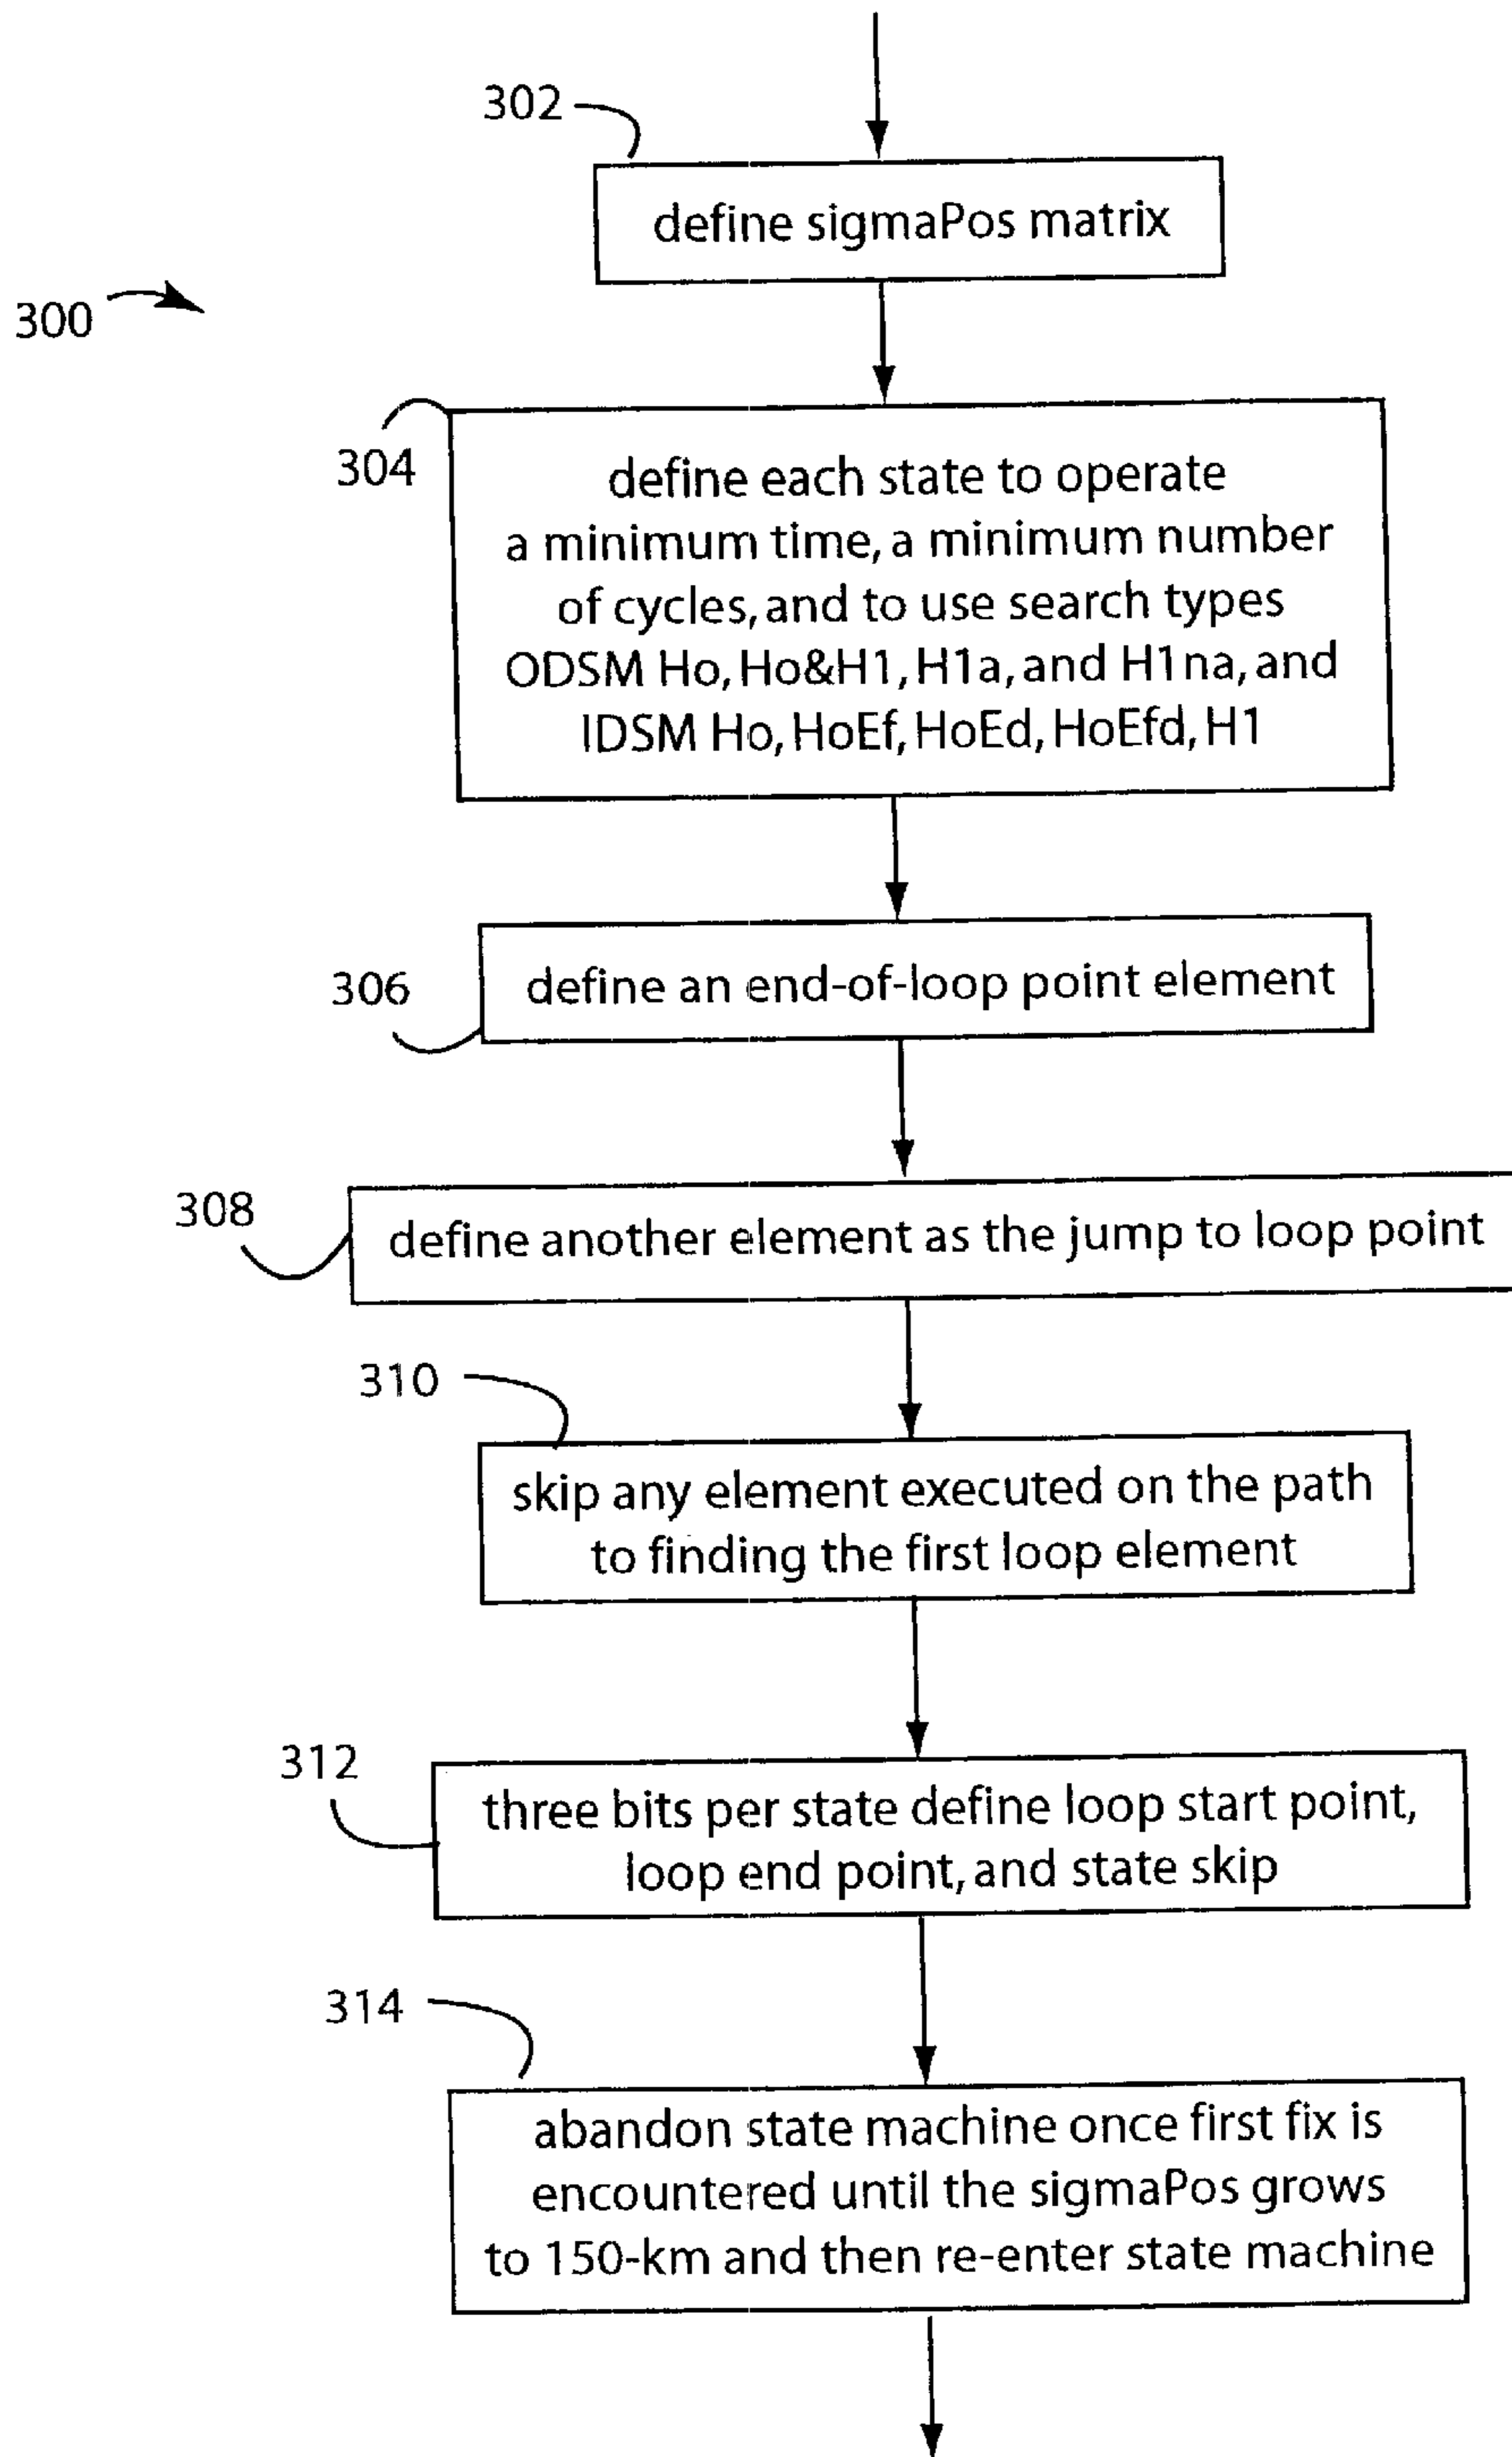 302
define sigmaPos matrix
300
304
define each state to operate
a minimum time, a minimum number
of cycles, and to use search types
ODSM Ho, Ho&H1, H1a, and H1na, and
IDSM Ho, HoEf, HoEd, HoEfd, H1
306
define an end-of-loop point element
308
define another element as the jump to loop point
310
skip any element executed on the path
to finding the first loop element
312
three bits per state define loop start point,
loop end point, and state skip
314
abandon state machine once first fix is
encountered until the sigmaPos grows
to 150-km and then re-enter state machine